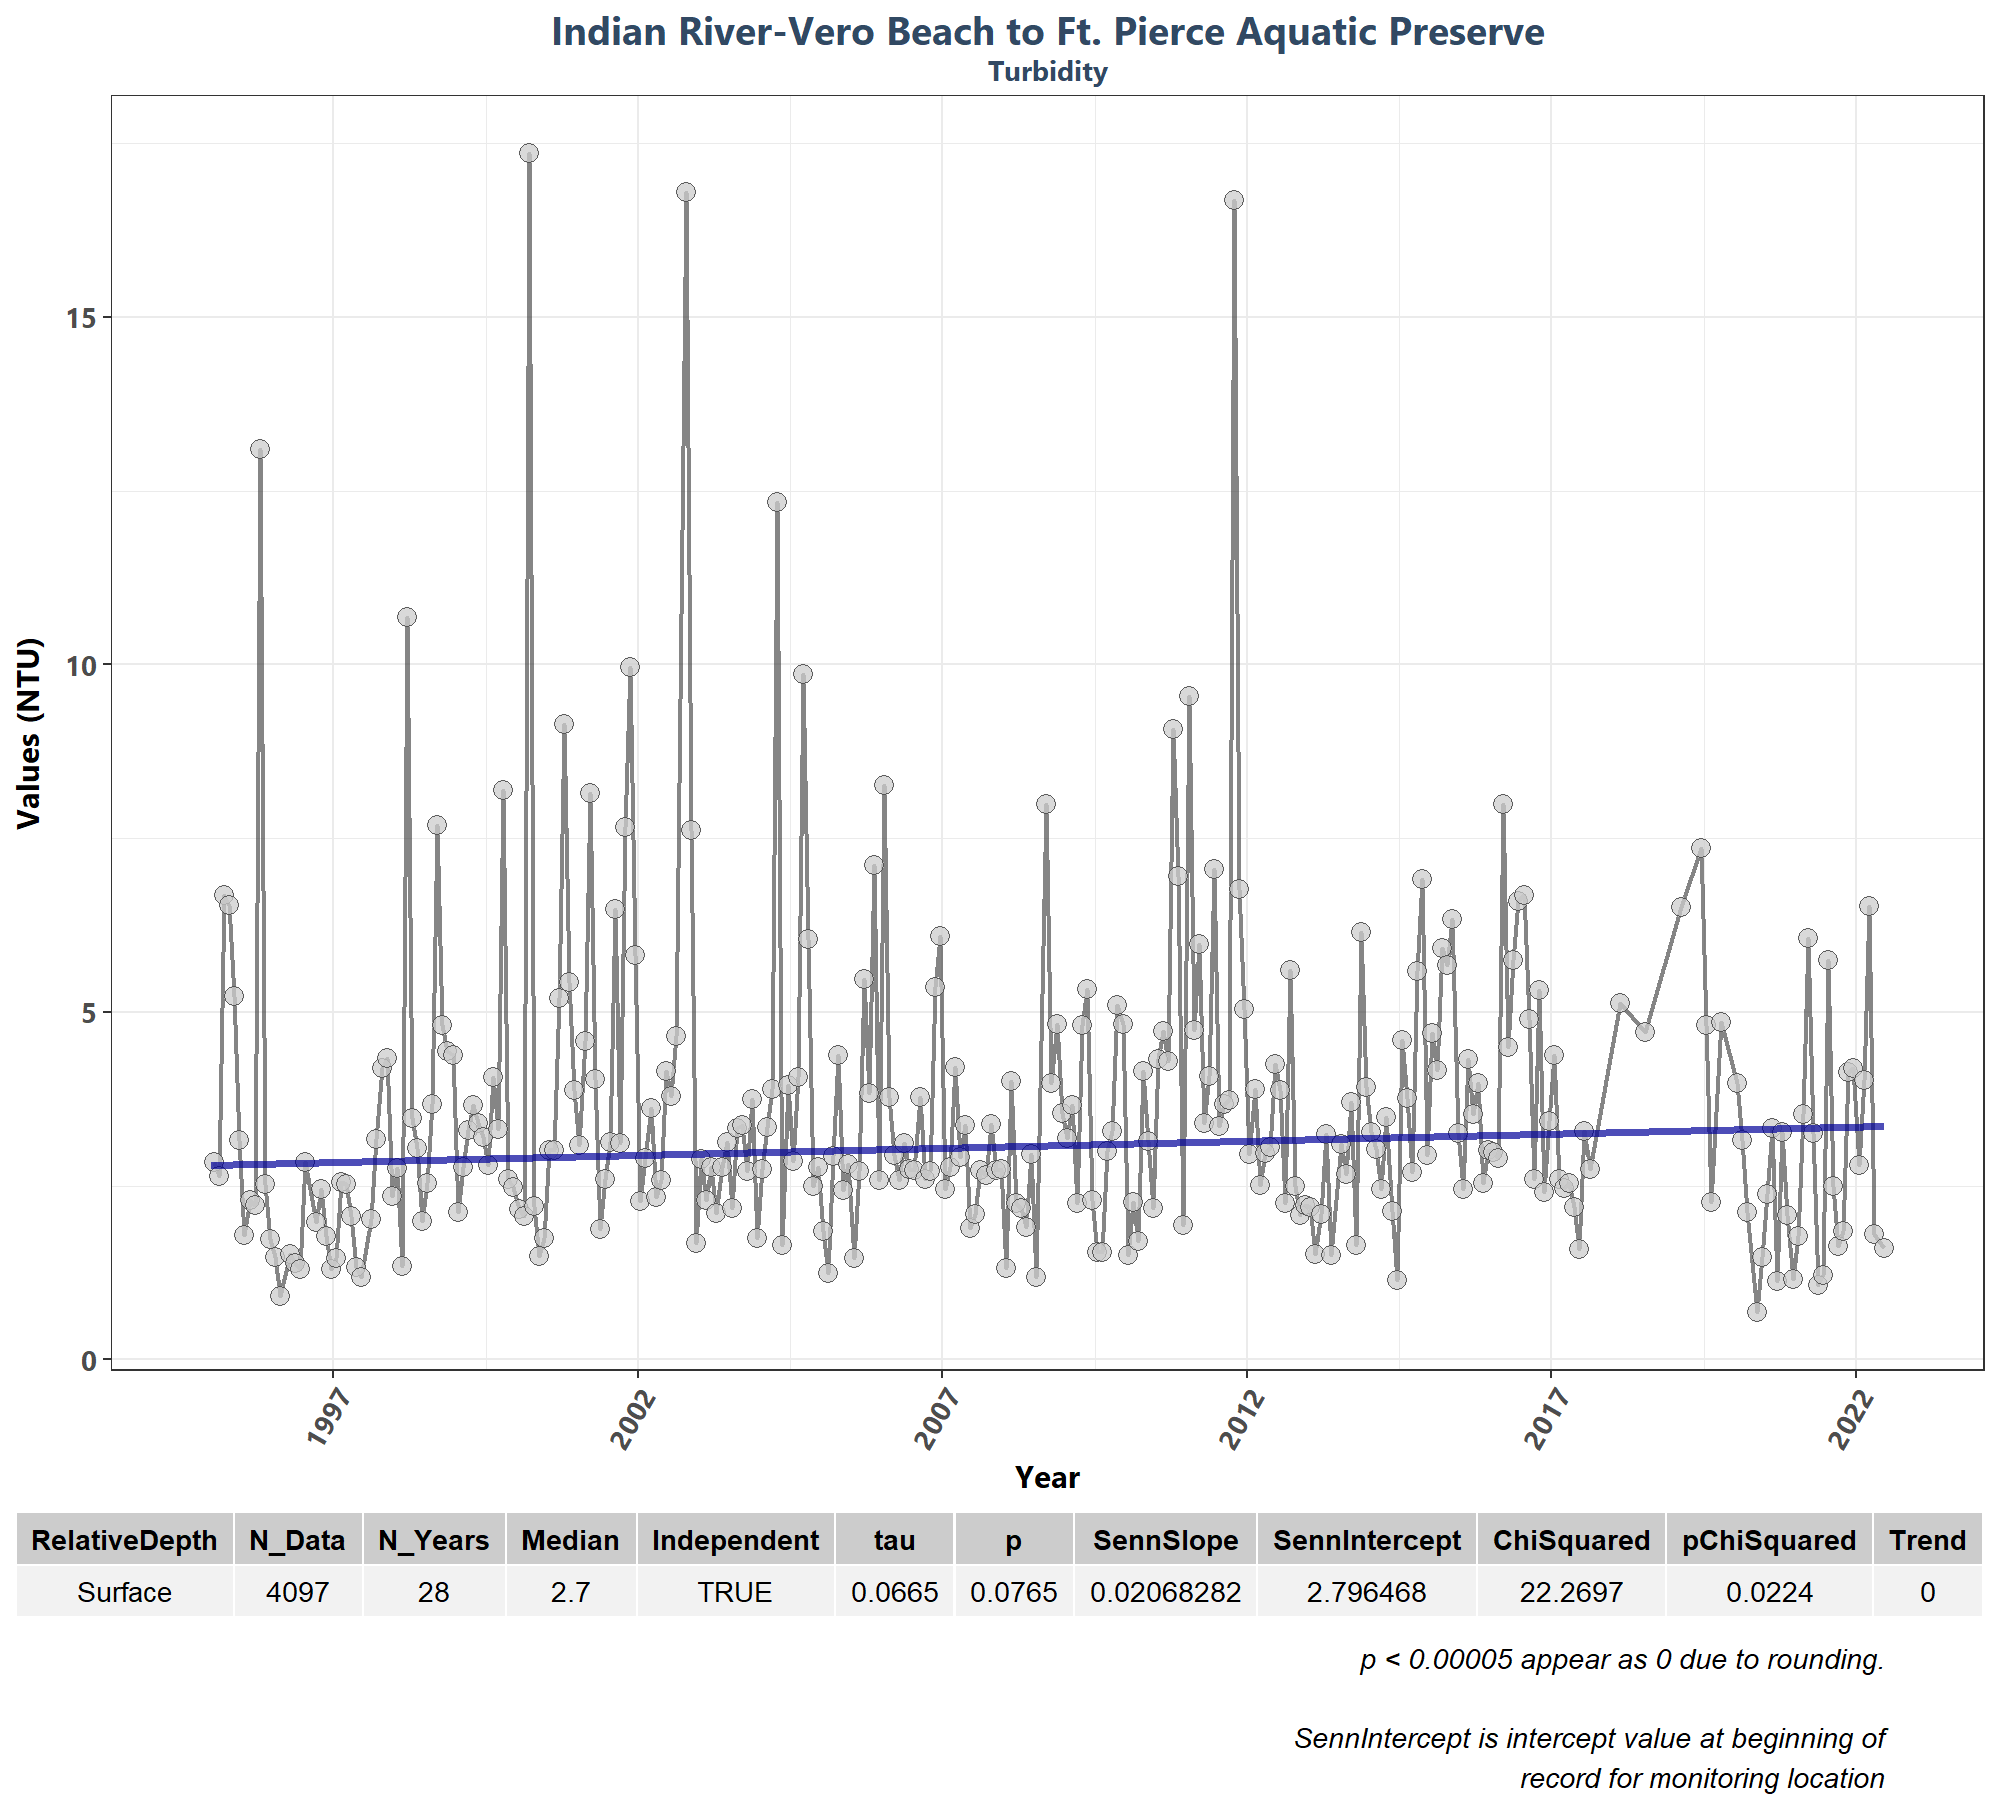 Indian River-Vero Beach to Ft. Pierce Aquatic Preserve
Turbidity
Values (NTU)
15
10
5
0
1997
2002
2007
2012
2017
2022
Year
RelativeDepth N_Data N_Years Median Independent tau p SennSlope SennIntercept ChiSquared pChiSquared Trend
Surface 4097 28 2.7 TRUE 0.0665 0.0765 0.02068282 2.796468 22.2697 0.0224 0
p < 0.00005 appear as 0 due to rounding.
SennIntercept is intercept value at beginning of
record for monitoring location